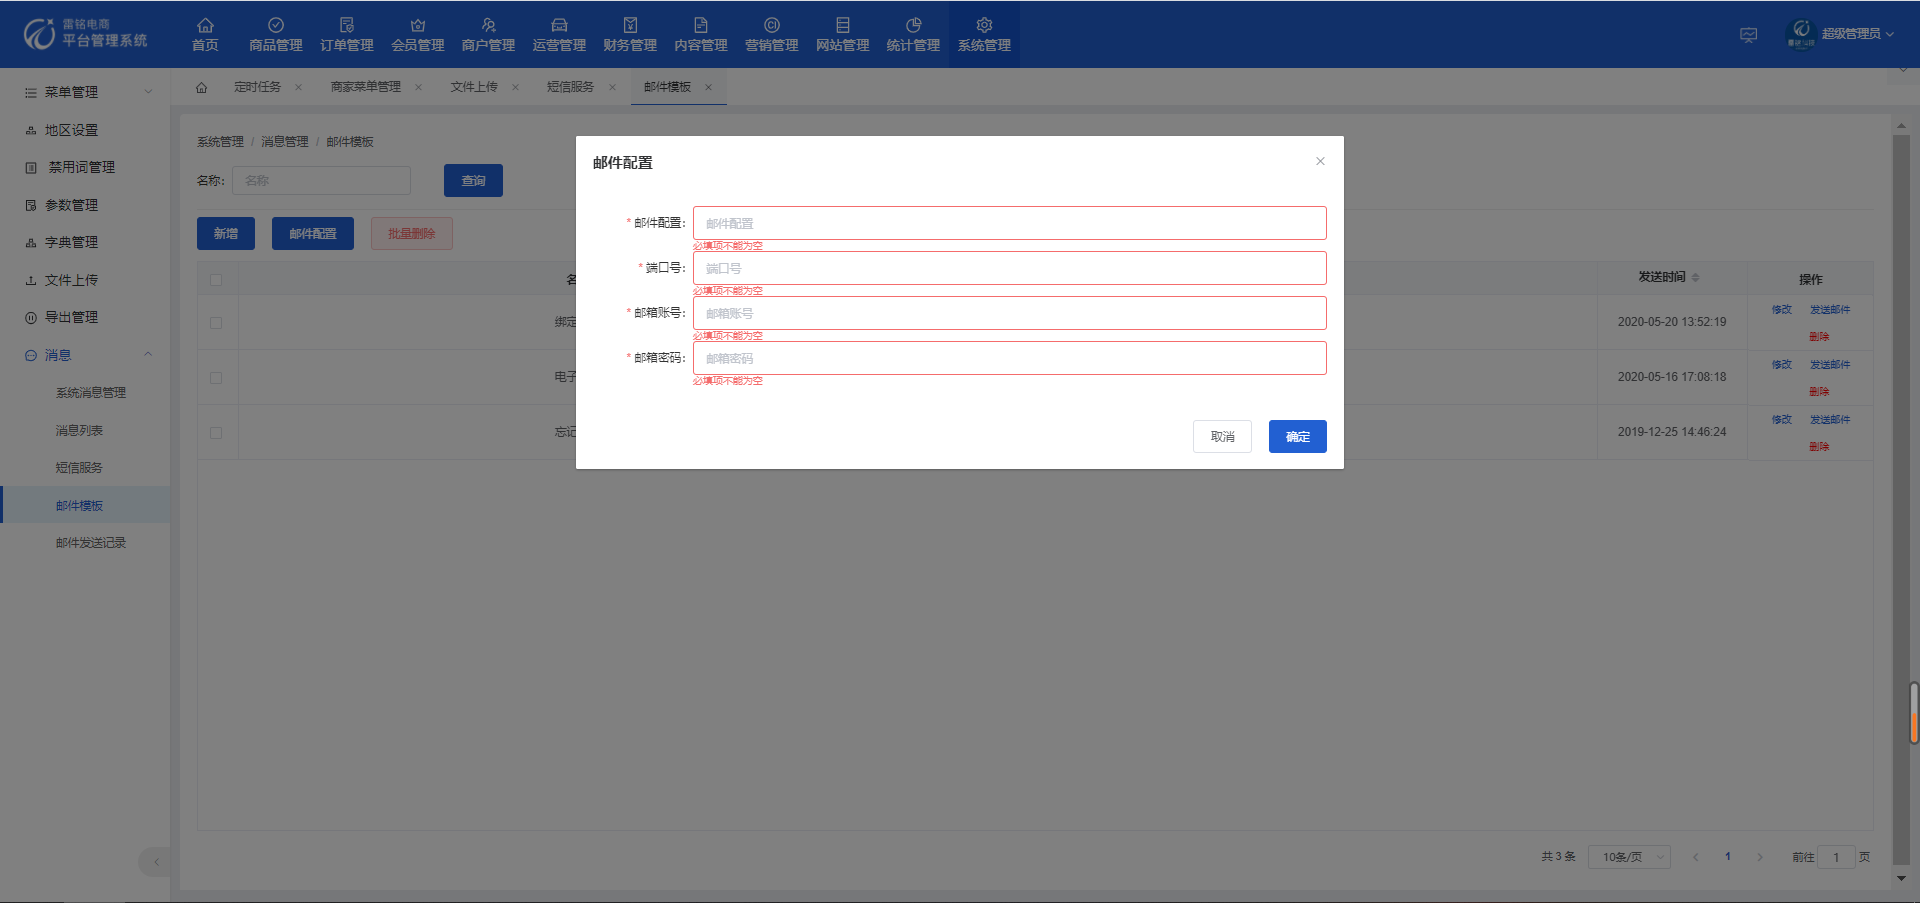 雷铭电商
平台管理系统
首页
商品管理
订单管理
会员管理
商户管理
运营管理
财务管理
内容管理
营销管理
网站管理
统计管理
系统管理
超级管理员
菜单管理
地区设置
禁用词管理
参数管理
字典管理
文件上传
导出管理
消息
系统消息管理
消息列表
短信服务
邮件模板
邮件发送记录
定时任务
商家菜单管理
文件上传
短信服务
邮件模板
系统管理 / 消息管理 / 邮件模板
名称: 名称 查询
新增 邮件配置 批量删除
发送时间 操作
绑定 2020-05-20 13:52:19 修改 发送邮件
删除
电子 2020-05-16 17:08:18 修改 发送邮件
删除
忘记 2019-12-25 14:46:24 修改 发送邮件
删除
邮件配置
* 邮件配置: 邮件配置
必填项不能为空
* 端口号: 端口号
必填项不能为空
* 邮箱账号: 邮箱账号
必填项不能为空
* 邮箱密码: 邮箱密码
必填项不能为空
取消 确定
共 3 条 10条/页 1 前往 1 页